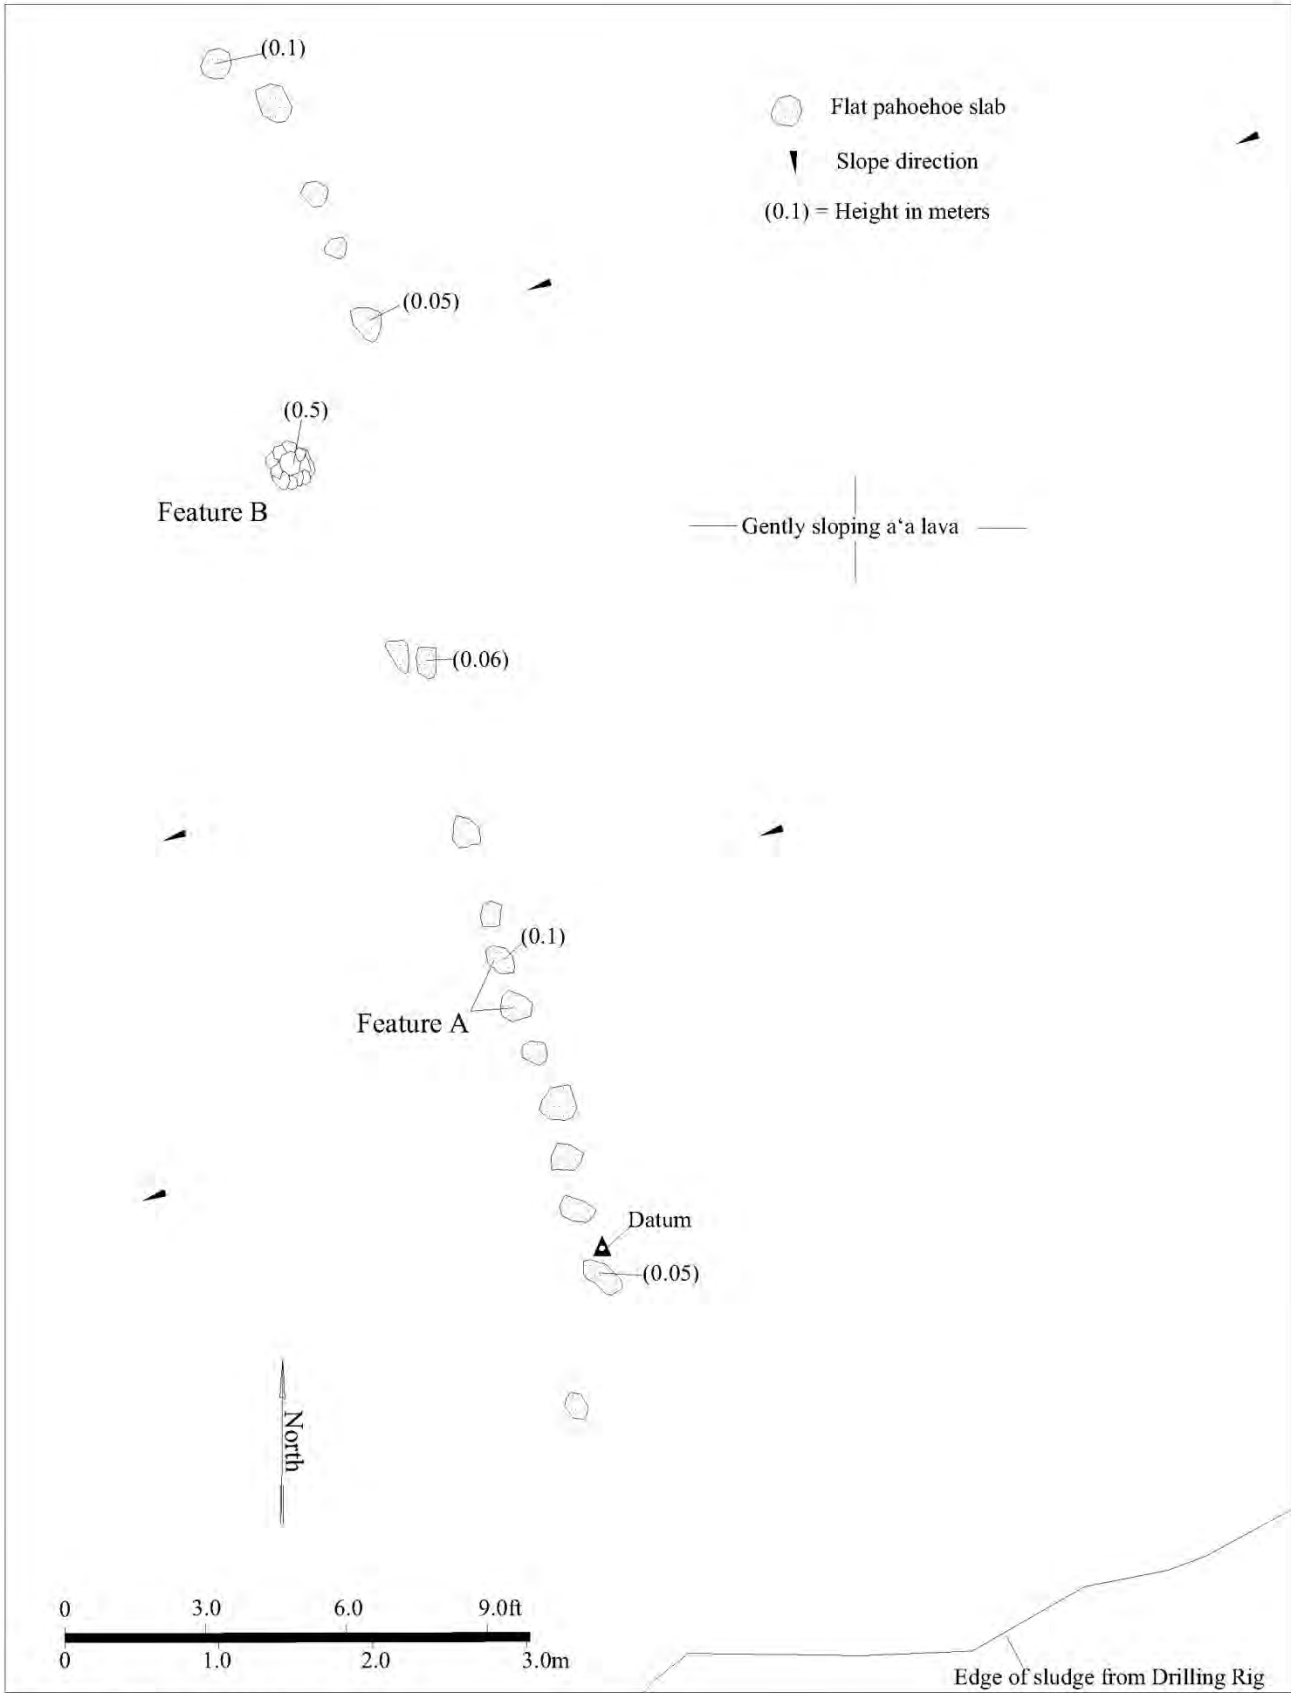 (0.1)
Flat pahoehoe slab
Slope direction
(0.1) = Height in meters
(0.05)
(0.5)
Feature B
Gently sloping a‘a lava
(0.06)
(0.1)
Feature A
Datum
(0.05)
North
0 3.0 6.0 9.0ft
0 1.0 2.0 3.0m
Edge of sludge from Drilling Rig